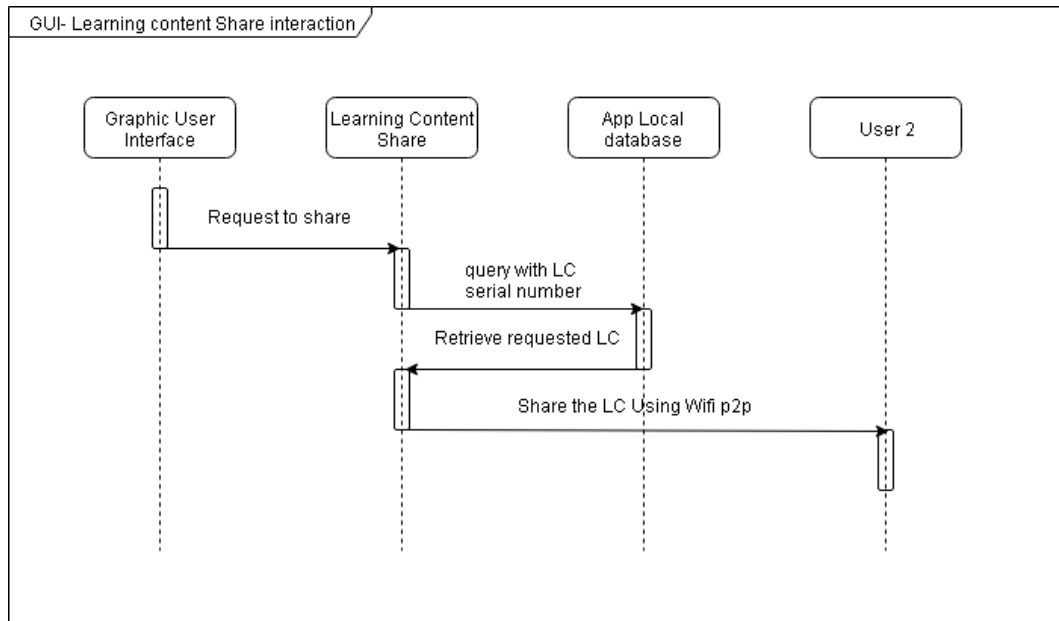 GUI- Learning content Share interaction
Graphic User
Interface
Learning Content
Share
App Local
database
User 2
Request to share
query with LC
serial number
Retrieve requested LC
Share the LC Using Wifi p2p